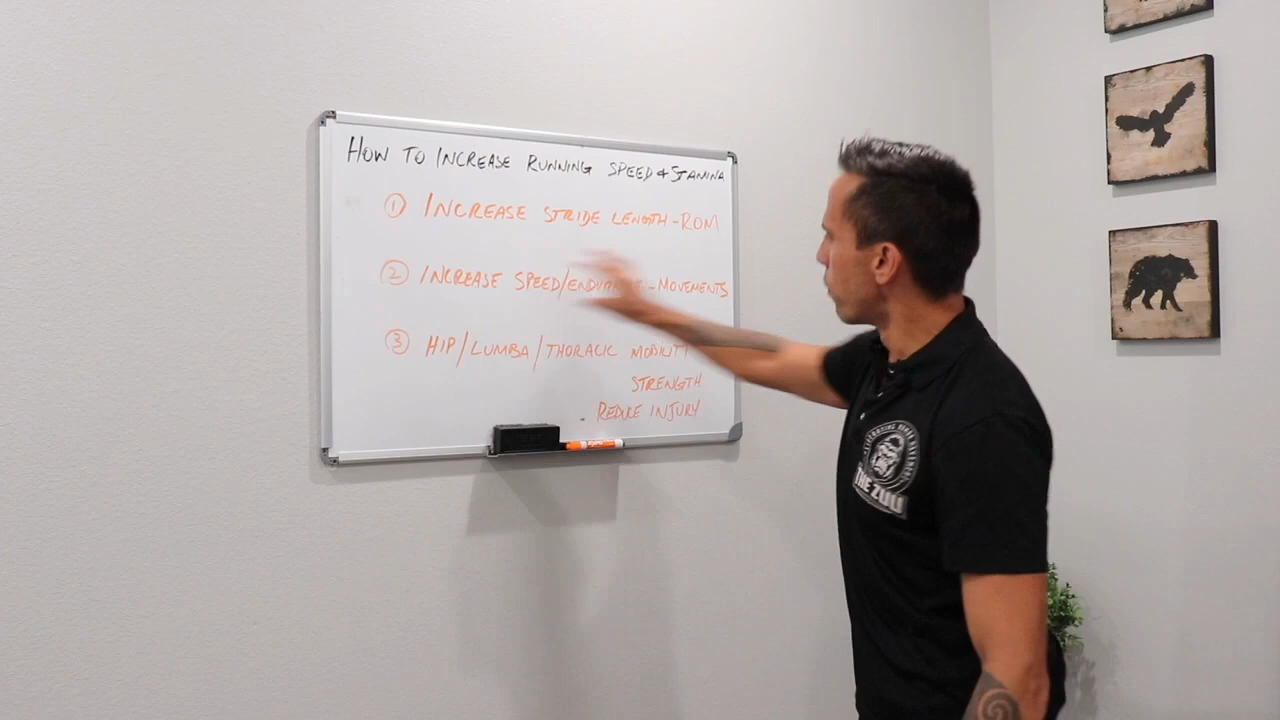 HOW TO INCREASE RUNNING SPEED & STAMINA
① INCREASE STRIDE LENGTH - ROM
② INCREASE SPEED/ - MOVEMENTS
③ HIP/LUMBA/THORACIC MOBILITY
STRENGTH
REDUCE INJURY
THE ZUU